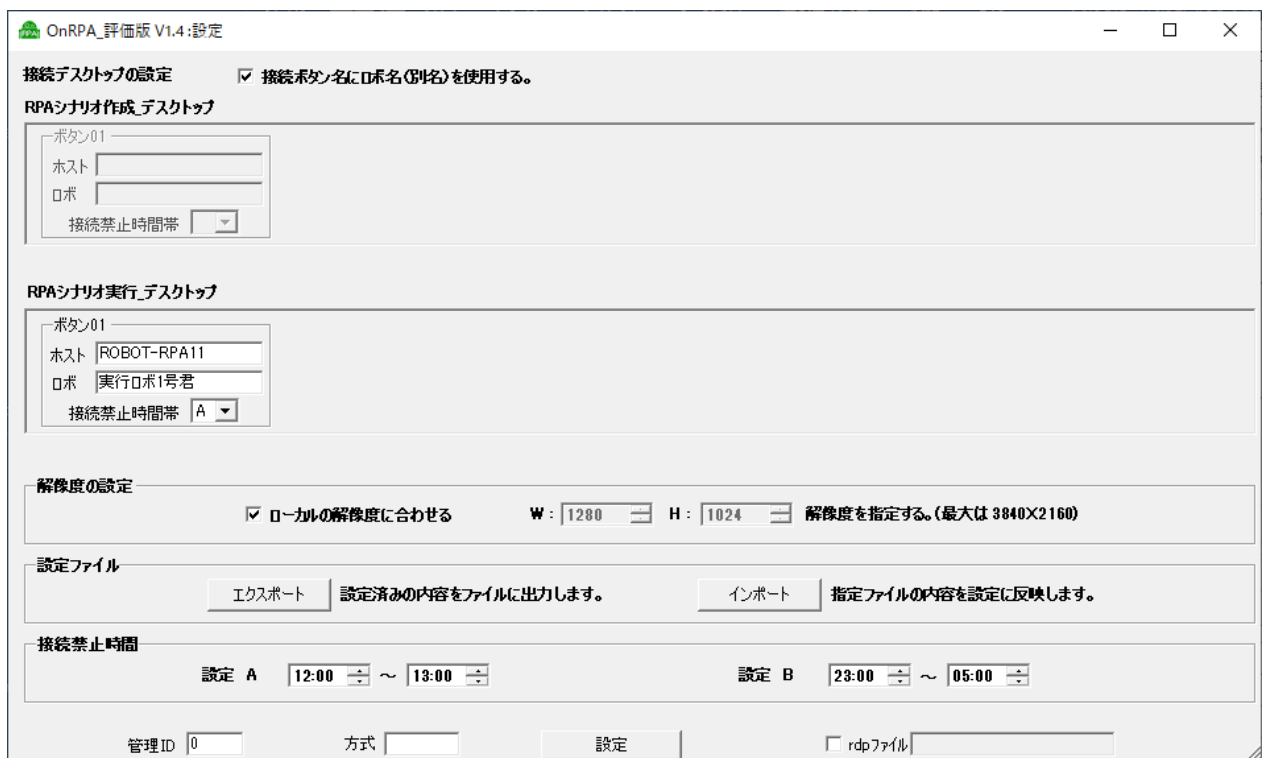 OnRPA_評価版 V1.4 :設定
接続デスクトップの設定 接続ボタン名にロボ名(別名)を使用する。
RPAシナリオ作成_デスクトップ
ボタン01
ホスト
ロボ
接続禁止時間帯
RPAシナリオ実行_デスクトップ
ボタン01
ホスト ROBOT-RPA11
ロボ 実行ロボ1号君
接続禁止時間帯 A
解像度の設定
ローカルの解像度に合わせる W : 1280 H : 1024 解像度を指定する。(最大は 3840X2160)
設定ファイル
エクスポート 設定済みの内容をファイルに出力します。 インポート 指定ファイルの内容を設定に反映します。
接続禁止時間
設定 A 12:00 ～ 13:00 設定 B 23:00 ～ 05:00
管理ID 0 方式 設定 rdpファイル